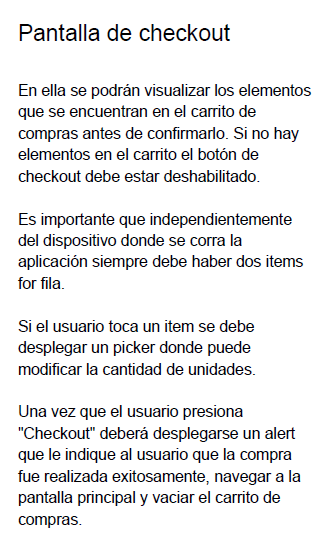 Pantalla de checkout
En ella se podrán visualizar los elementos
que se encuentran en el carrito de
compras antes de confirmarlo. Si no hay
elementos en el carrito el botón de
checkout debe estar deshabilitado.
Es importante que independientemente
del dispositivo donde se corra la
aplicación siempre debe haber dos items
for fila.
Si el usuario toca un item se debe
desplegar un picker donde puede
modificar la cantidad de unidades.
Una vez que el usuario presiona
"Checkout" deberá desplegarse un alert
que le indique al usuario que la compra
fue realizada exitosamente, navegar a la
pantalla principal y vaciar el carrito de
compras.